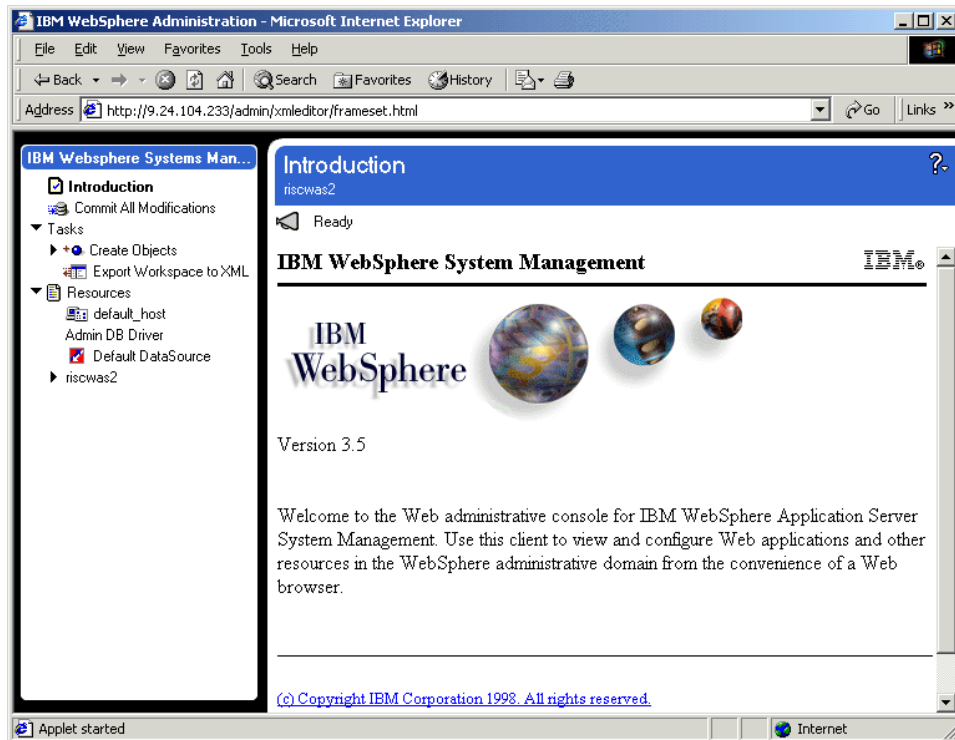 IBM WebSphere Administration - Microsoft Internet Explorer
File Edit View Favorites Tools Help
Back Search Favorites History
Address http://9.24.104.233/admin/xmleditor/frameset.html Go Links »
IBM Websphere Systems Man...
Introduction
Commit All Modifications
Tasks
Create Objects
Export Workspace to XML
Resources
default_host
Admin DB Driver
Default DataSource
riscwas2
Introduction
riscwas2
?
Ready
IBM WebSphere System Management IBM®
IBM
WebSphere
Version 3.5
Welcome to the Web administrative console for IBM WebSphere Application Server
System Management. Use this client to view and configure Web applications and other
resources in the WebSphere administrative domain from the convenience of a Web
browser.
(c) Copyright IBM Corporation 1998. All rights reserved.
Applet started Internet